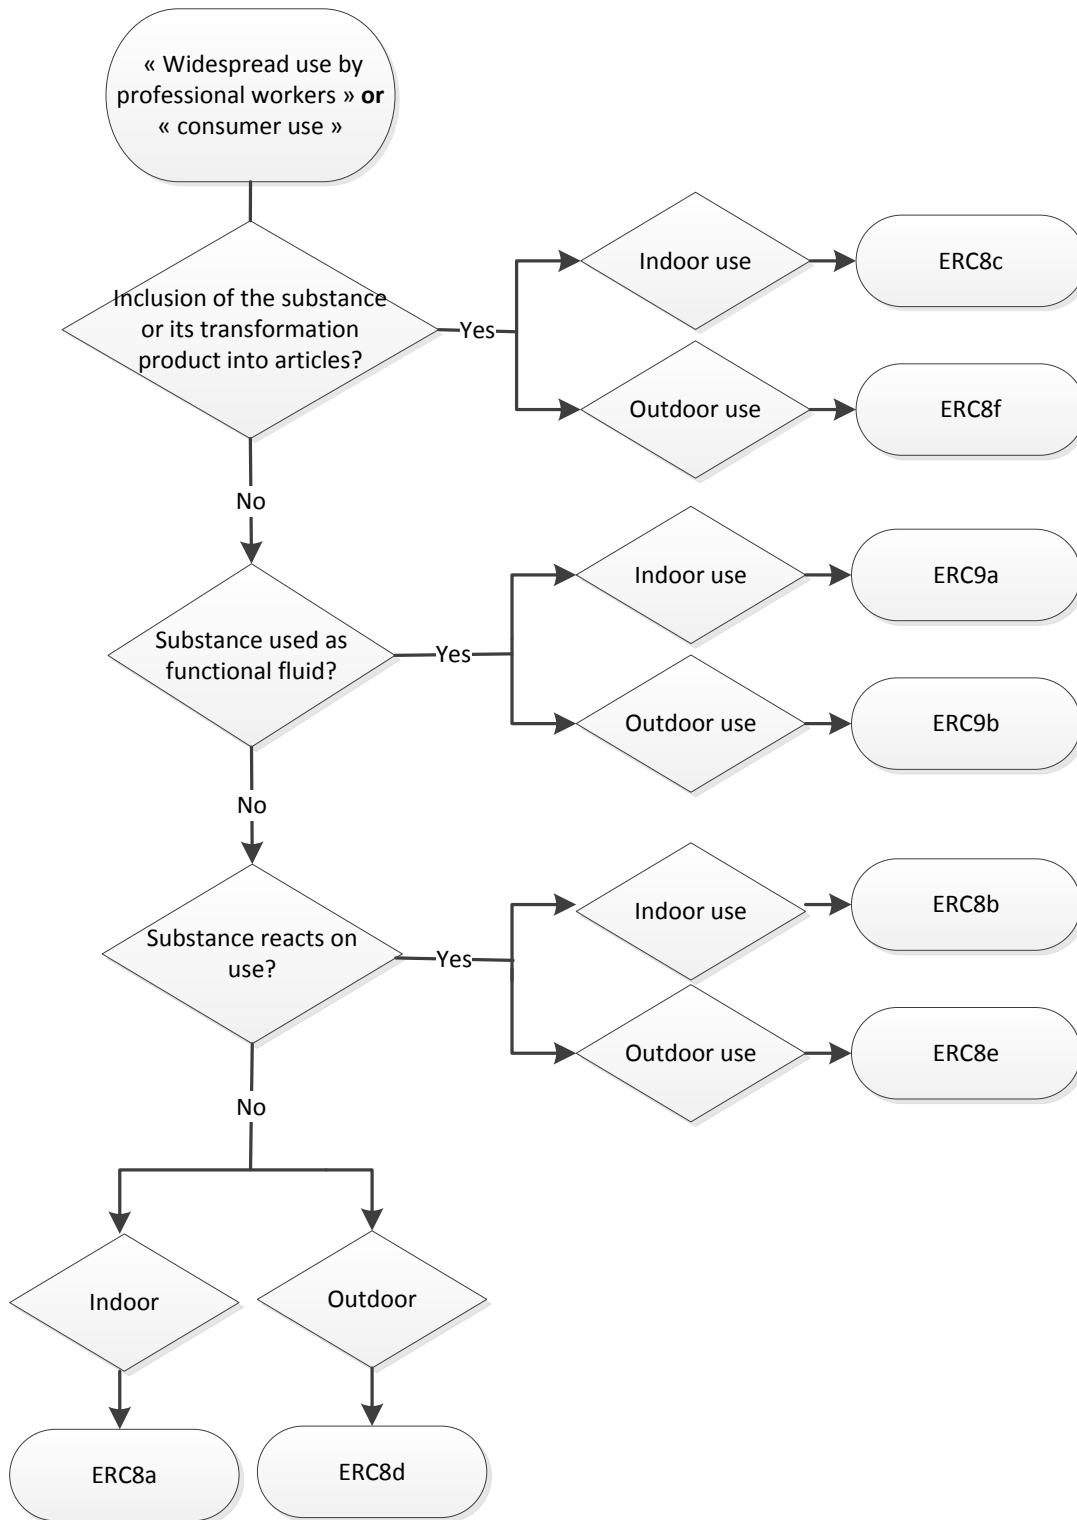 « Widespread use by
professional workers » or
« consumer use »
Inclusion of the substance
or its transformation
product into articles?
Yes
Indoor use
ERC8c
Outdoor use
ERC8f
No
Substance used as
functional fluid?
Yes
Indoor use
ERC9a
Outdoor use
ERC9b
No
Substance reacts on
use?
Yes
Indoor use
ERC8b
Outdoor use
ERC8e
No
Indoor
Outdoor
ERC8a
ERC8d